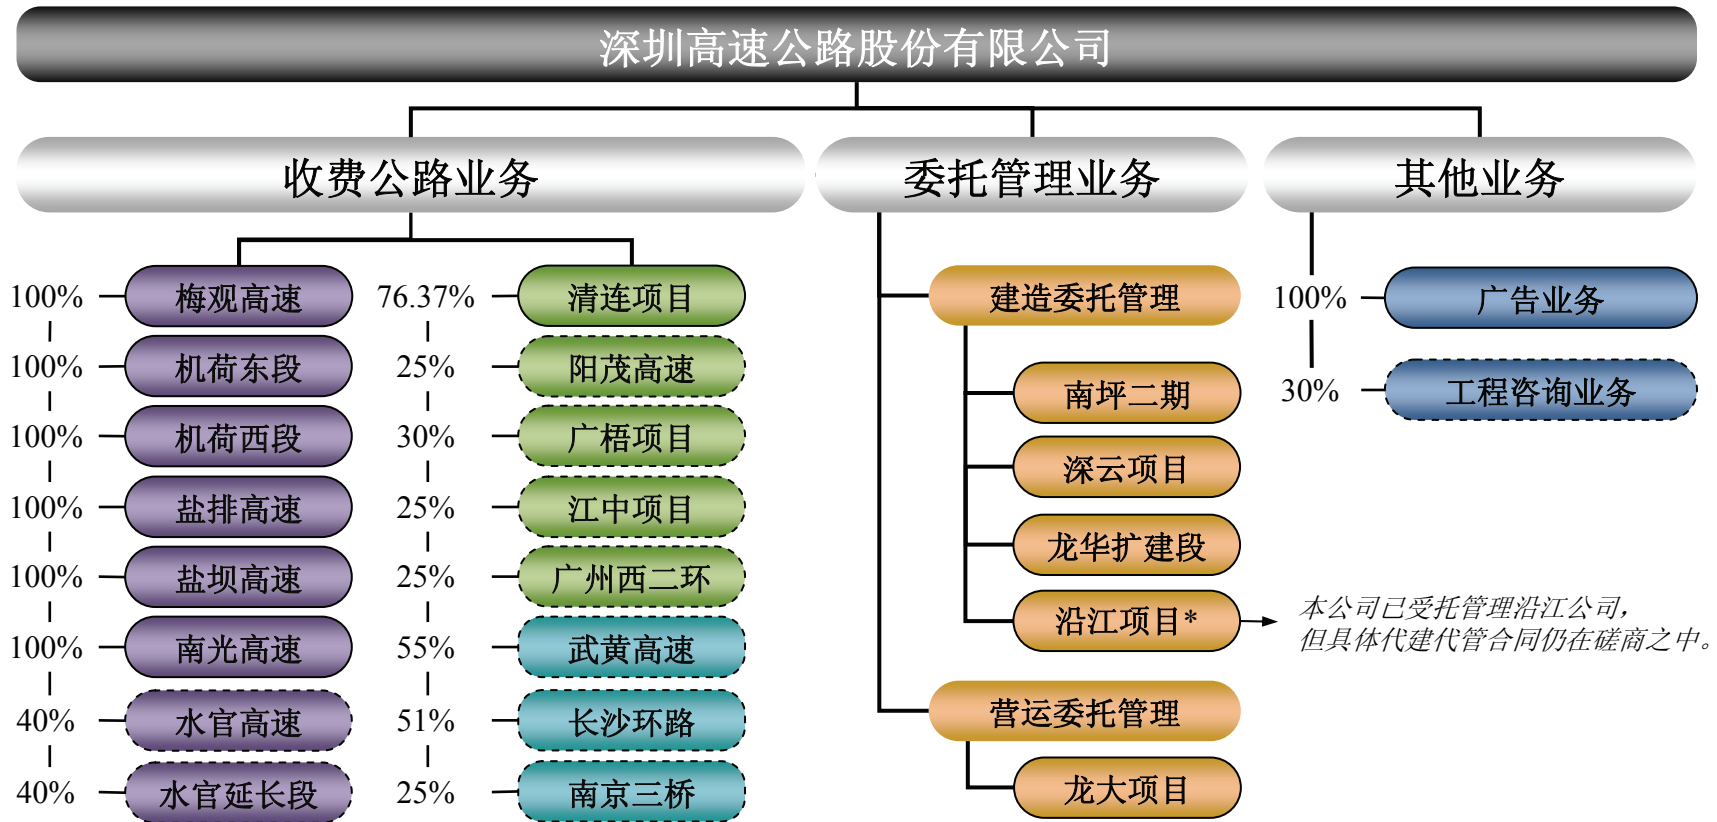 深圳高速公路股份有限公司
收费公路业务
委托管理业务
其他业务
100% 梅观高速
100% 机荷东段
100% 机荷西段
100% 盐排高速
100% 盐坝高速
100% 南光高速
40% 水官高速
40% 水官延长段
76.37% 清连项目
25% 阳茂高速
30% 广梧项目
25% 江中项目
25% 广州西二环
55% 武黄高速
51% 长沙环路
25% 南京三桥
建造委托管理
南坪二期
深云项目
龙华扩建段
沿江项目*
本公司已受托管理沿江公司，
但具体代建代管合同仍在磋商之中。
营运委托管理
龙大项目
100% 广告业务
30% 工程咨询业务